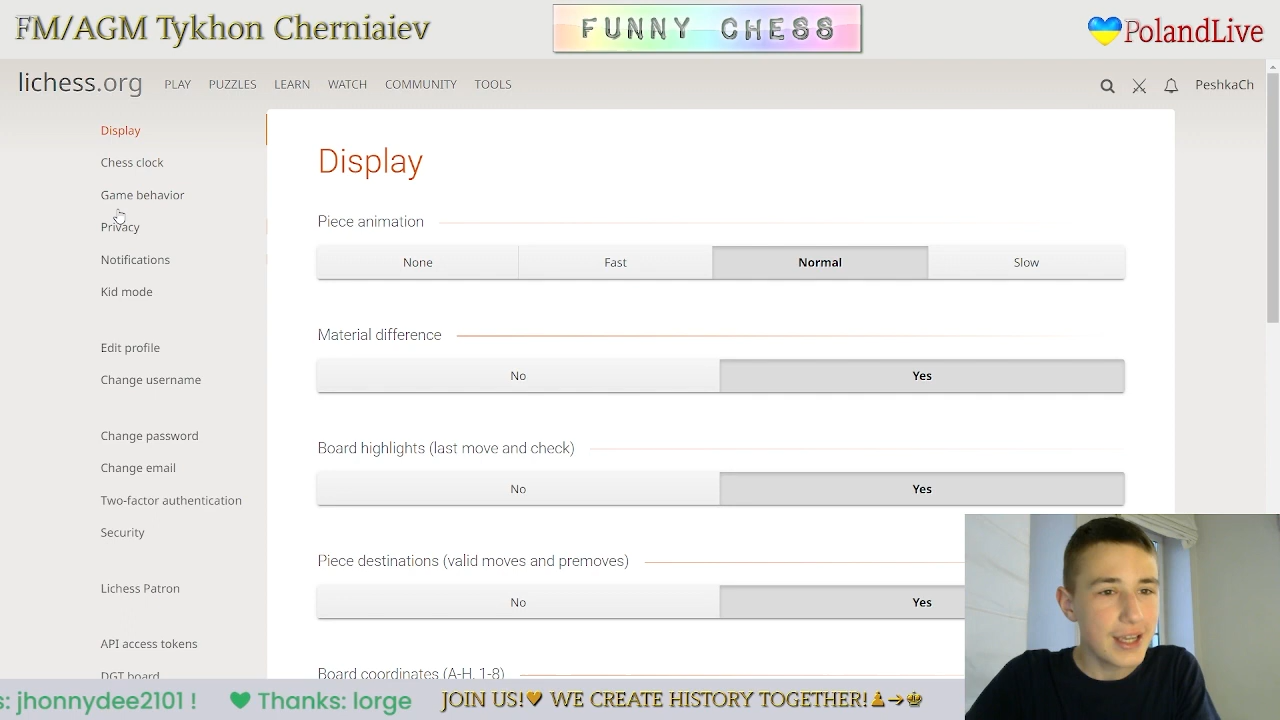 FM/AGM Tykhon Cherniaiev
FUNNY CHESS
PolandLive
lichess.org
PLAY PUZZLES LEARN WATCH COMMUNITY TOOLS
PeshkaCh
Display
Chess clock
Game behavior
Privacy
Notifications
Kid mode
Edit profile
Change username
Change password
Change email
Two-factor authentication
Security
Lichess Patron
API access tokens
DGT board
Display
Piece animation
None Fast Normal Slow
Material difference
No Yes
Board highlights (last move and check)
No Yes
Piece destinations (valid moves and premoves)
No Yes
Board coordinates (A-H, 1-8)
s: jhonnydee2101 ! 💚 Thanks: lorge
JOIN US!♥ WE CREATE HISTORY TOGETHER!♟→♚